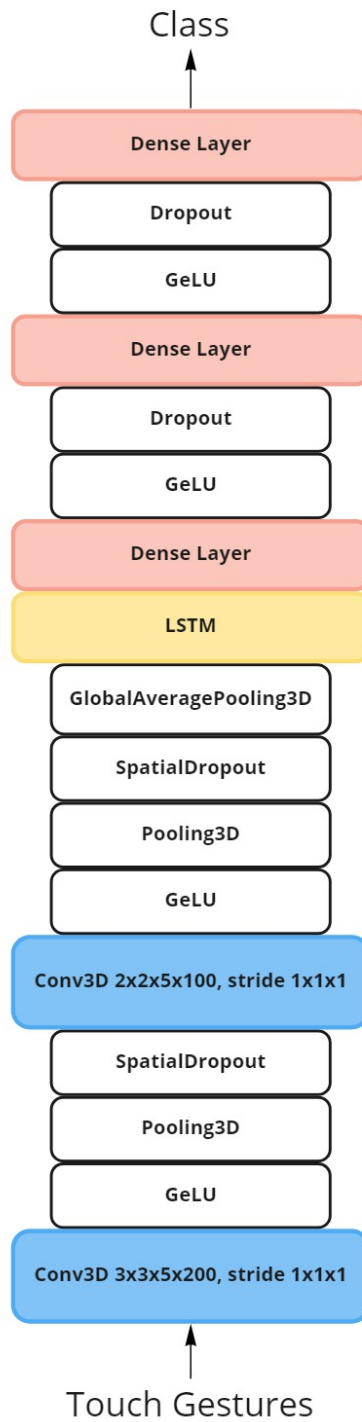 Class
Dense Layer
Dropout
GeLU
Dense Layer
Dropout
GeLU
Dense Layer
LSTM
GlobalAveragePooling3D
SpatialDropout
Pooling3D
GeLU
Conv3D 2x2x5x100, stride 1x1x1
SpatialDropout
Pooling3D
GeLU
Conv3D 3x3x5x200, stride 1x1x1
Touch Gestures